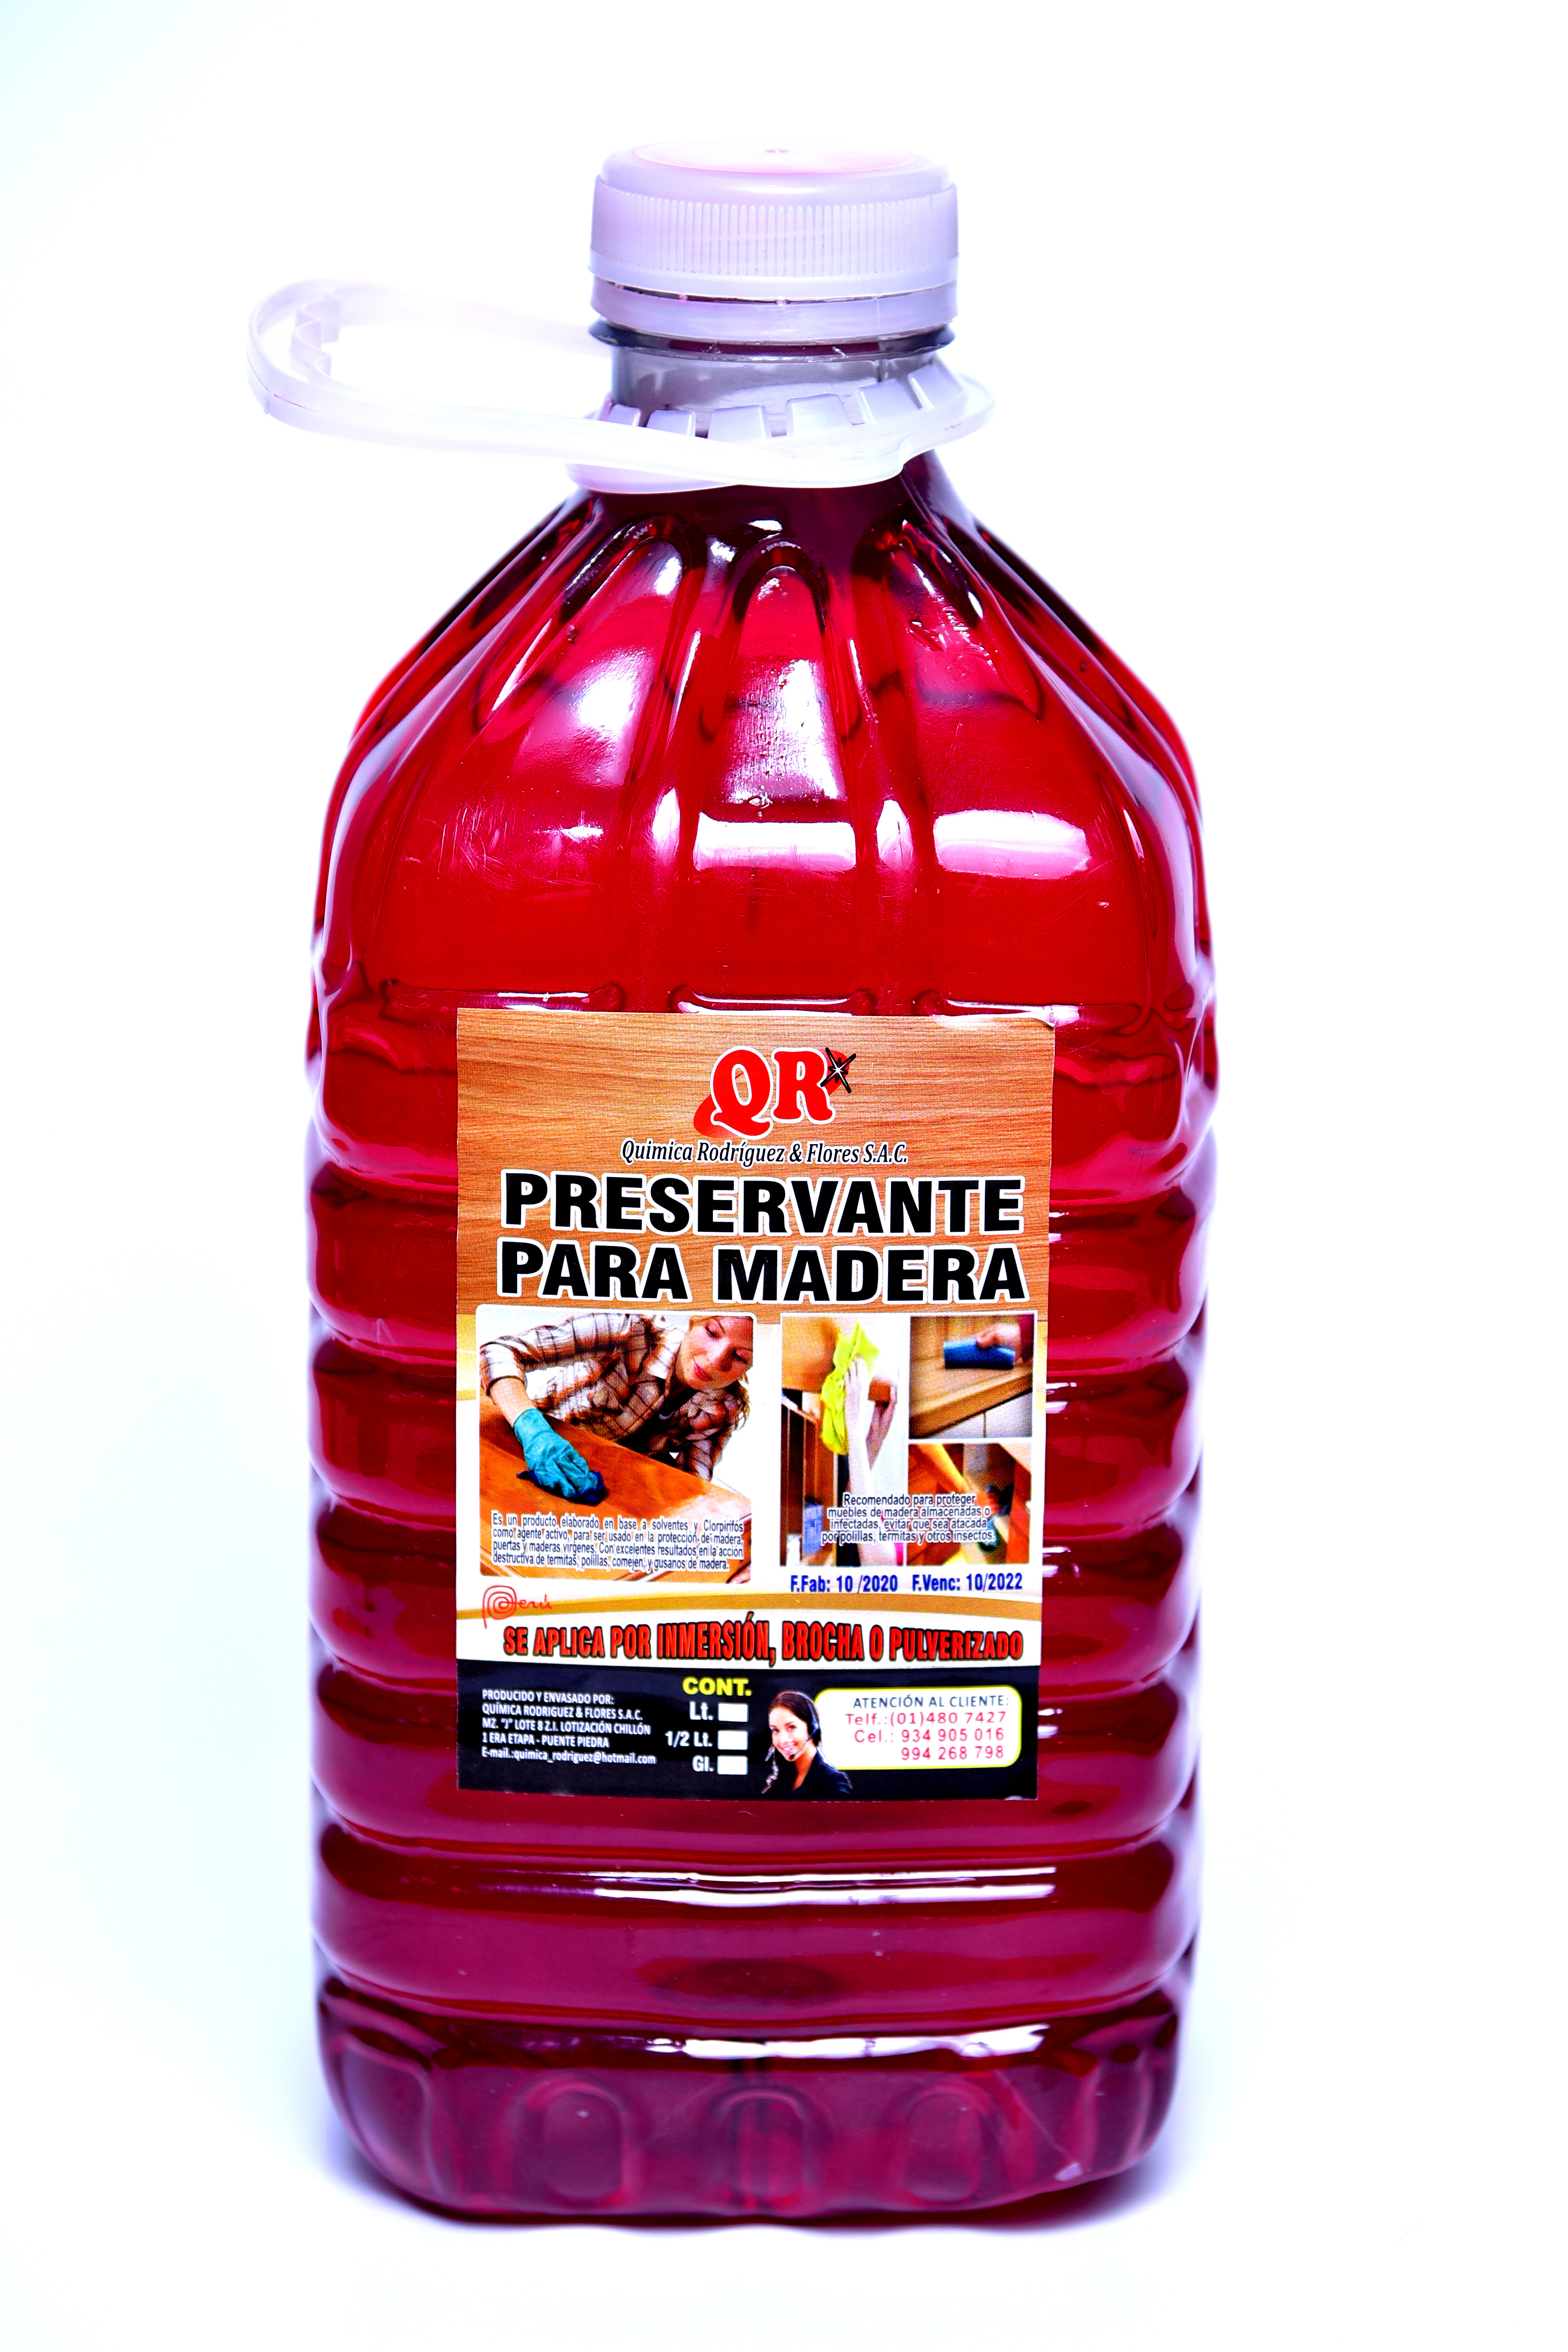 QR
Quimica Rodríguez & Flores S.A.C.
PRESERVANTE
PARA MADERA
Es un producto elaborado en base a solventes y Clorpirifos
como agente activo, para ser usado en la protección de madera,
puertas y maderas virgenes. Con excelentes resultados en la acción
destructiva de termitas, polillas, comejen, y gusanos de madera.
Recomendado para proteger
muebles de madera almacenadas o
infectadas, evitar que sea atacada
por polillas, termitas y otros insectos.
F.Fab: 10 /2020 F.Venc: 10/2022
Perú
SE APLICA POR INMERSIÓN, BROCHA O PULVERIZADO
PRODUCIDO Y ENVASADO POR:
QUÍMICA RODRIGUEZ & FLORES S.A.C.
MZ. "J" LOTE 8 Z.I. LOTIZACIÓN CHILLÓN
1 ERA ETAPA - PUENTE PIEDRA
E-mail.:quimica_rodriguez@hotmail.com
CONT.
Lt.
1/2 Lt.
Gl.
ATENCIÓN AL CLIENTE:
Telf.:(01)480 7427
Cel.: 934 905 016
994 268 798